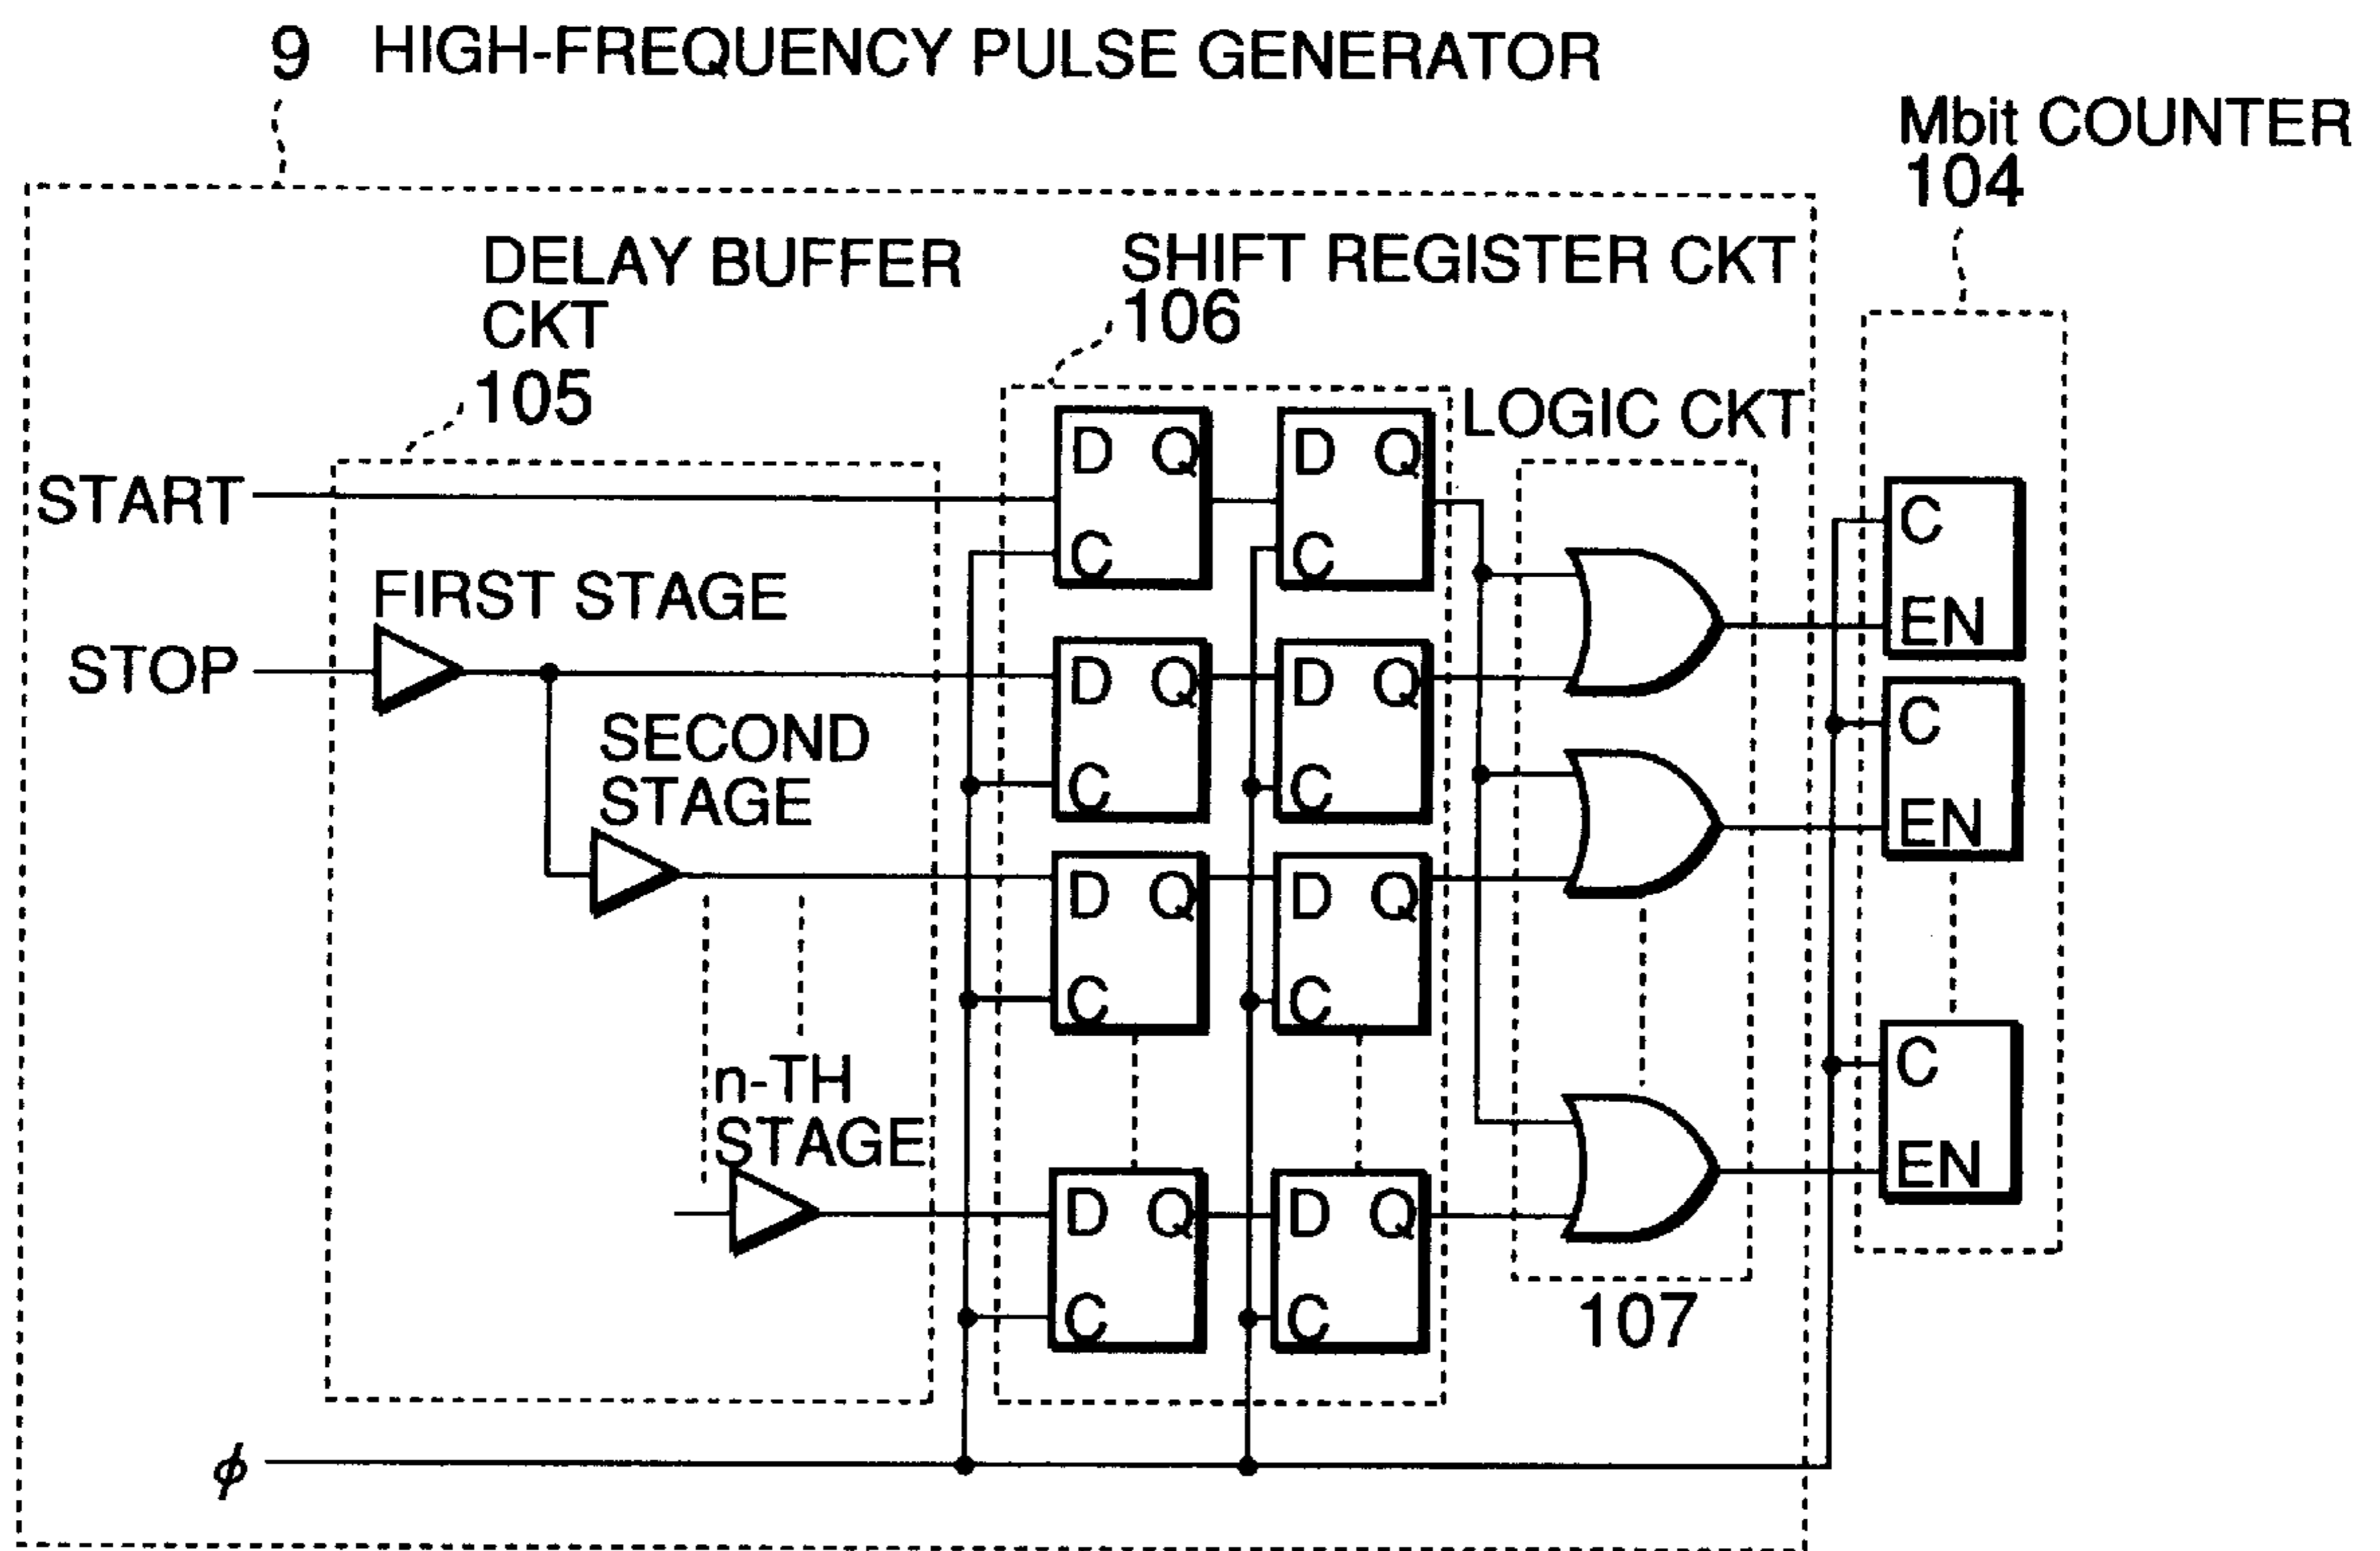 9 HIGH-FREQUENCY PULSE GENERATOR
Mbit COUNTER
104
DELAY BUFFER
CKT
105
SHIFT REGISTER CKT
106
LOGIC CKT
START
FIRST STAGE
STOP
SECOND
STAGE
n-TH
STAGE
D Q
C
D Q
C
D Q
C
D Q
C
D Q
C
D Q
C
D Q
C
D Q
C
C
EN
C
EN
C
EN
107
ϕ